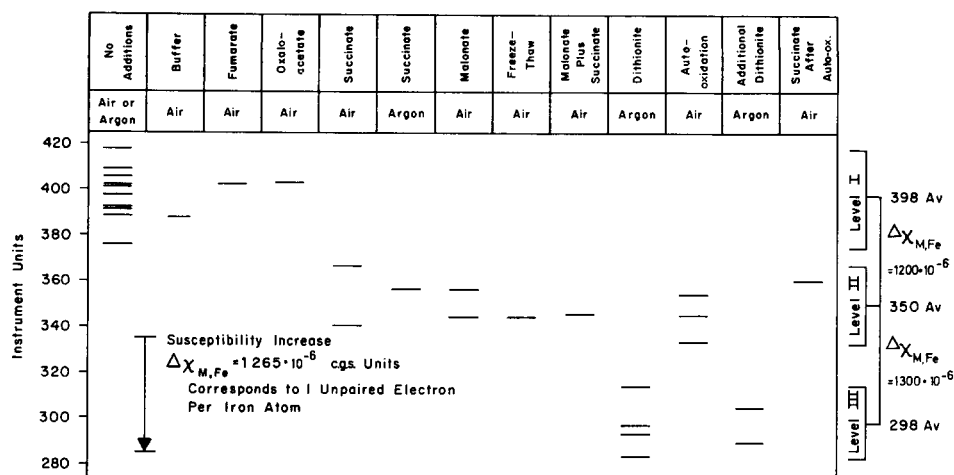 No Additions
Buffer
Fumarate
Oxalo-acetate
Succinate
Succinate
Malonate
Freeze-Thaw
Malonate Plus Succinate
Dithionite
Auto-oxidation
Additional Dithionite
Succinate After Auto-ox.
Air or Argon
Air
Air
Air
Air
Argon
Air
Air
Air
Argon
Air
Argon
Air
Instrument Units
420
400
380
360
340
320
300
280
Susceptibility Increase
Δχ M,Fe =1265·10⁻⁶ c.g.s. Units
Corresponds to 1 Unpaired Electron
Per Iron Atom
Level I
398 Av
Δχ M,Fe
=1200·10⁻⁶
Level II
350 Av
Δχ M,Fe
=1300·10⁻⁶
Level III
298 Av